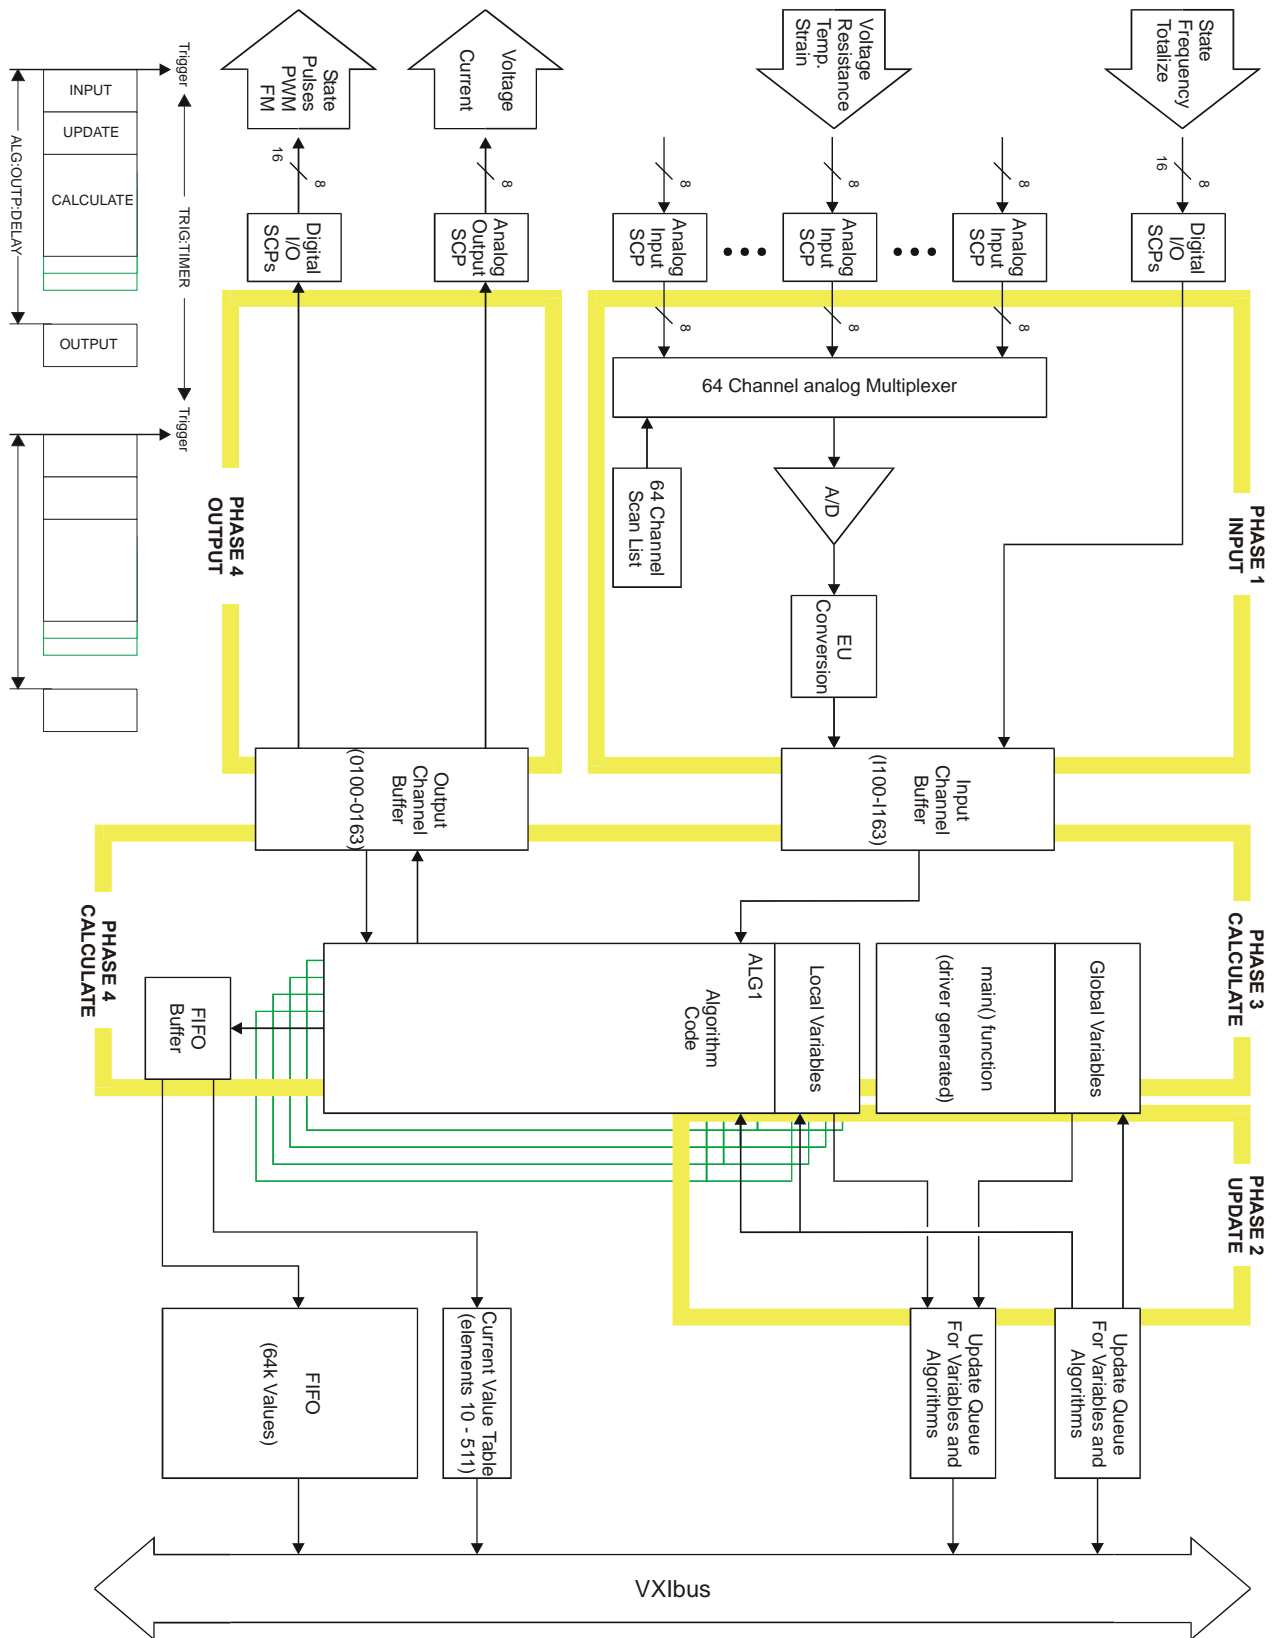 State
Frequency
Totalize
Voltage
Resistance
Temp.
Strain
Voltage
Current
State
Pulses
PWM
FM
Trigger
INPUT
UPDATE
CALCULATE
OUTPUT
ALG:OUTP:DELAY
TRIG:TIMER
Trigger
8
16
8
8
8
8
8
16
Digital
I/O
SCPs
Analog
Input
SCP
Analog
Input
SCP
Analog
Input
SCP
Analog
Output
SCP
Digital
I/O
SCPs
8
8
8
64 Channel analog Multiplexer
64 Channel
Scan List
A/D
EU
Conversion
PHASE 1
INPUT
PHASE 4
OUTPUT
Input
Channel
Buffer
(I100-I163)
Output
Channel
Buffer
(0100-0163)
PHASE 3
CALCULATE
PHASE 4
CALCULATE
Global Variables
main() function
(driver generated)
Local Variables
ALG1
Algorithm
Code
FIFO
Buffer
PHASE 2
UPDATE
Update Queue
For Variables and
Algorithms
Update Queue
For Variables and
Algorithms
Current Value Table
(elements 10 - 511)
FIFO
(64k Values)
VXIbus